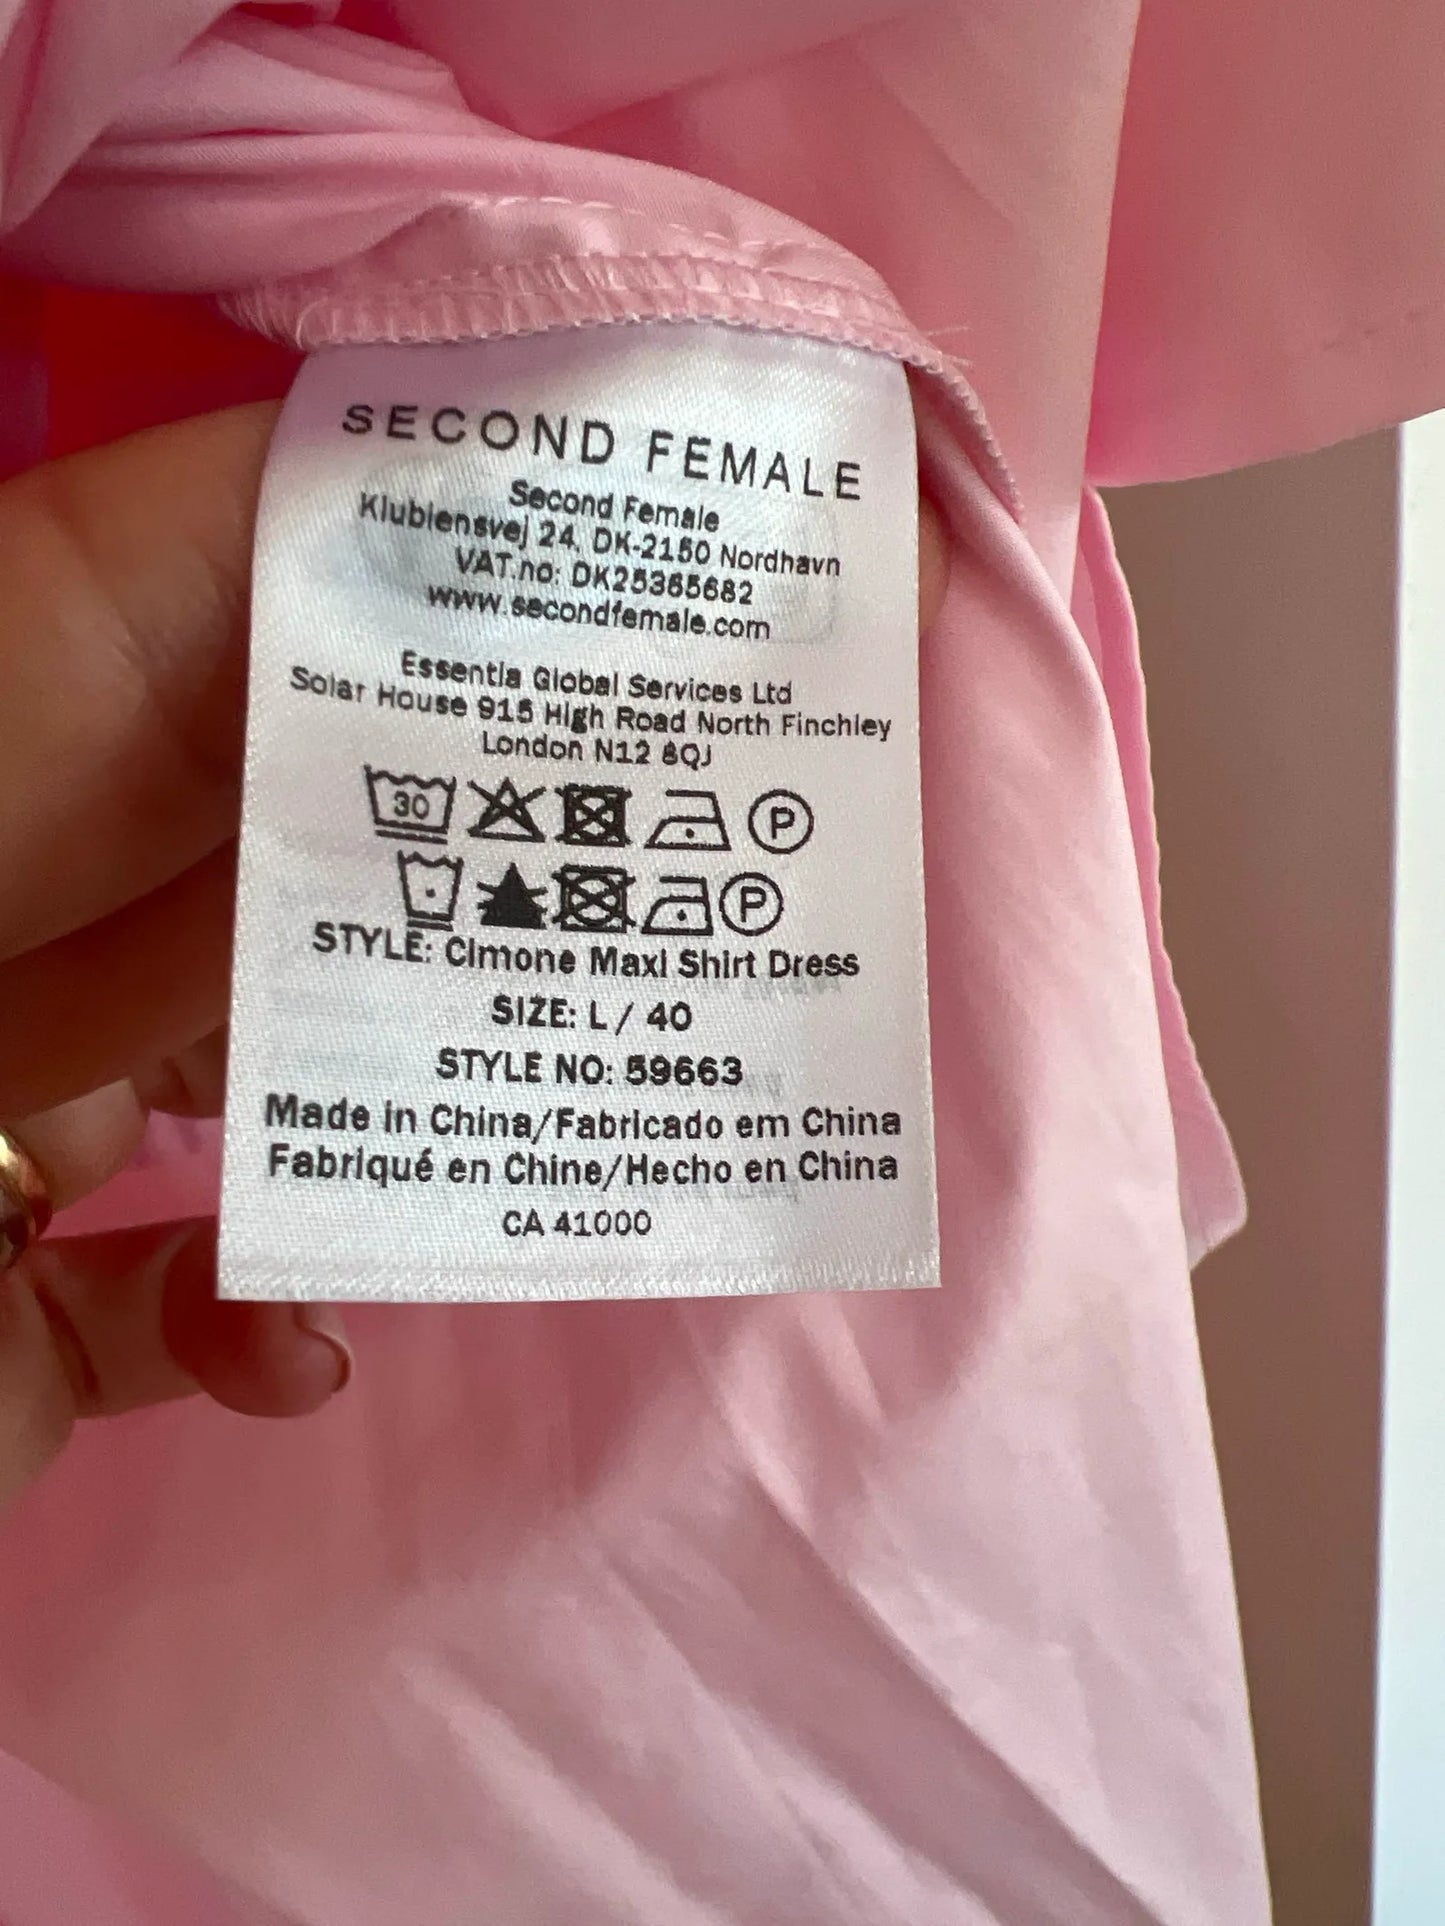 SECOND FEMALE
Second Female
Klubiensvej 24, DK-2150 Nordhavn
VAT.no: DK25365682
www.secondfemale.com
Essentia Global Services Ltd
Solar House 915 High Road North Finchley
London N12 8QJ
30 P
P
STYLE: Cimone Maxi Shirt Dress
SIZE: L / 40
STYLE NO: 59663
Made in China/Fabricado em China
Fabriqué en Chine/Hecho en China
CA 41000